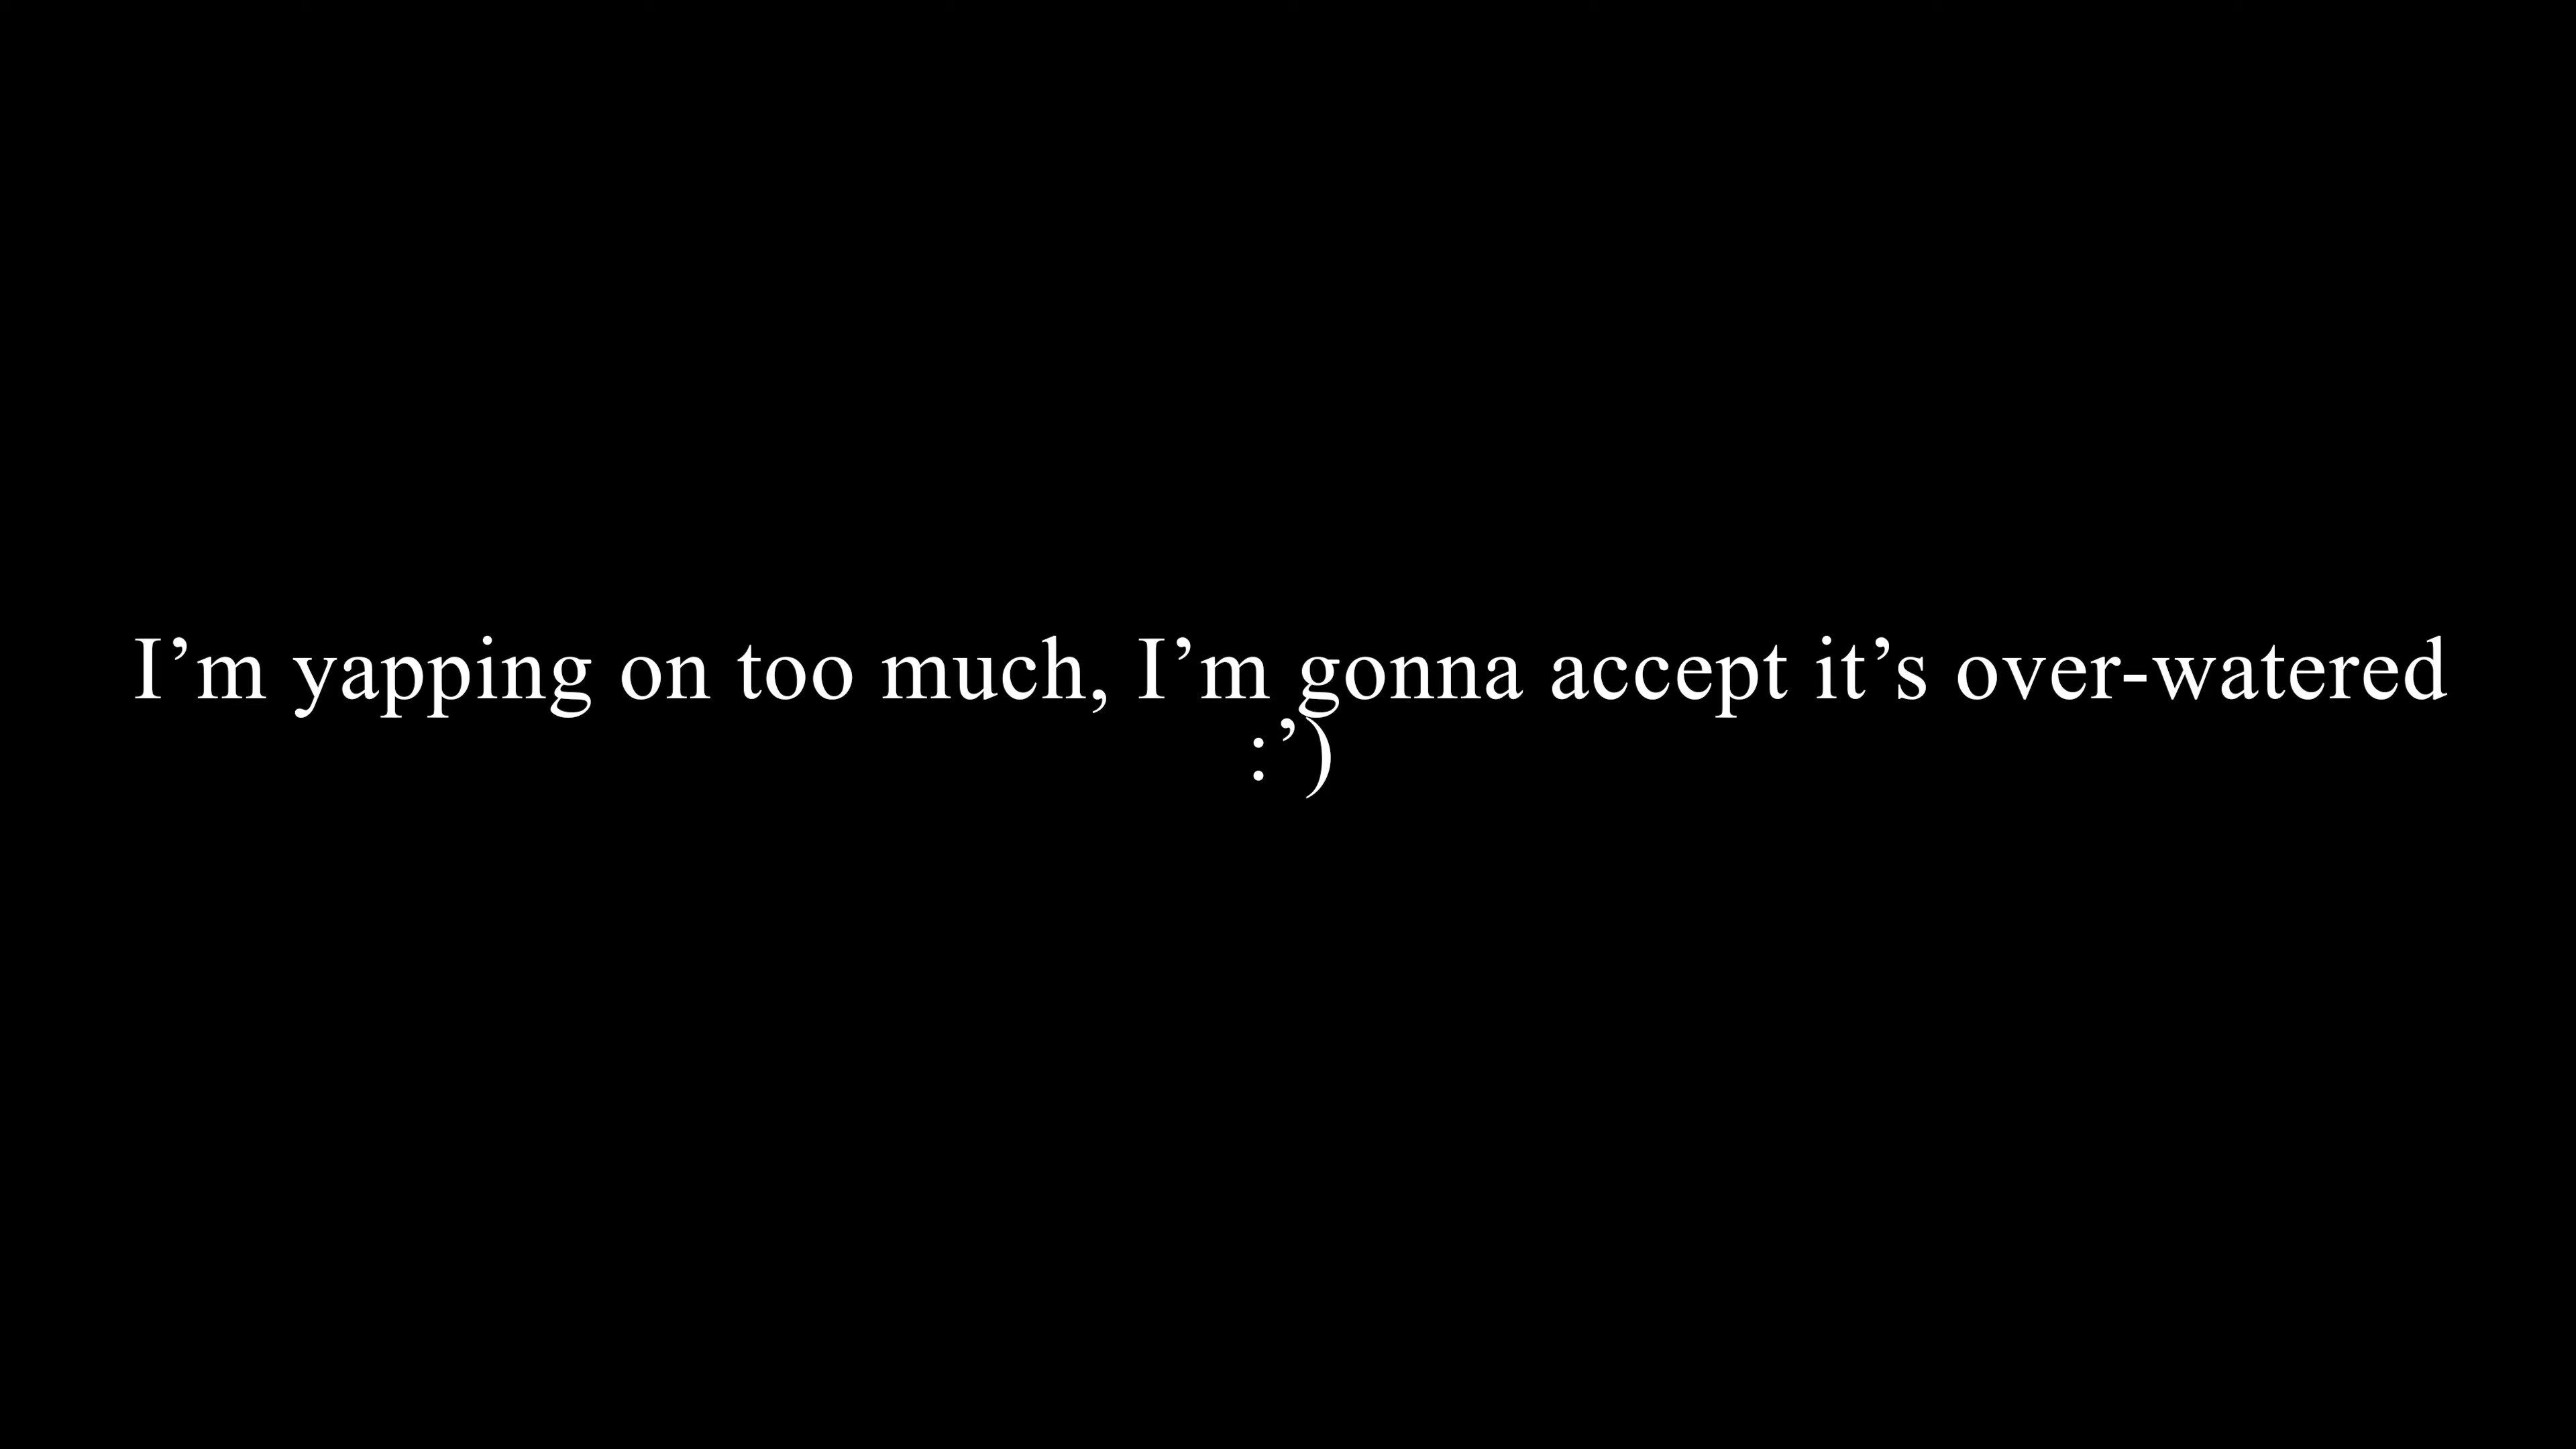 I’m yapping on too much, I’m gonna accept it’s over-watered
:’)